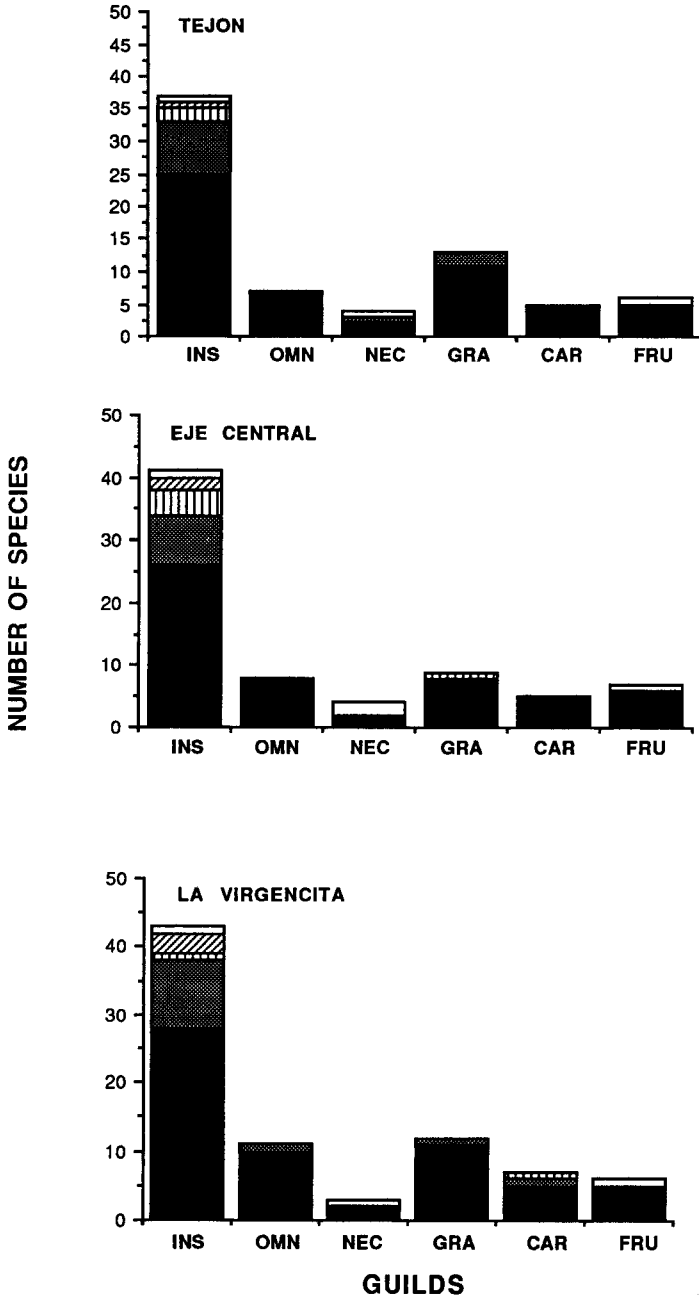 TEJON
50
45
40
35
30
25
20
15
10
5
0
INS OMN NEC GRA CAR FRU
NUMBER OF SPECIES
EJE CENTRAL
50
40
30
20
10
0
INS OMN NEC GRA CAR FRU
LA VIRGENCITA
50
40
30
20
10
0
INS OMN NEC GRA CAR FRU
GUILDS